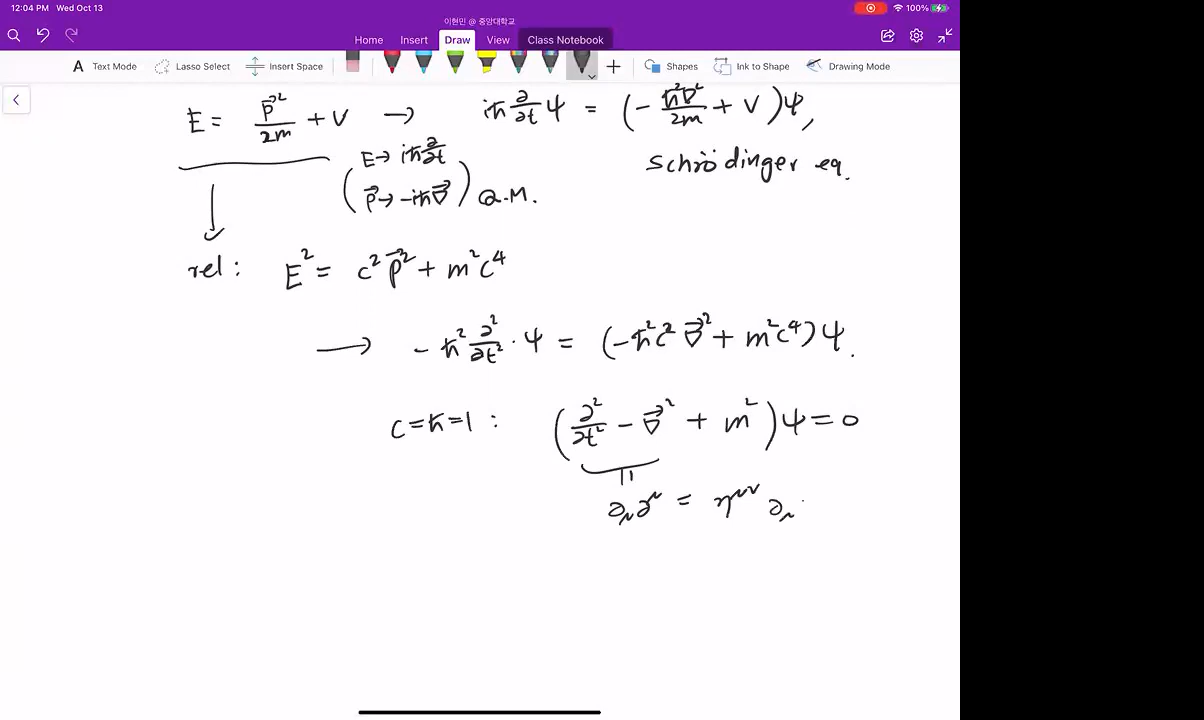 12:04 PM Wed Oct 13
100%
이현민 @ 중앙대학교
Home Insert Draw View Class Notebook
Text Mode Lasso Select Insert Space Shapes Ink to Shape Drawing Mode
E = p⃗²/2m + V → iħ ∂/∂t ψ = (− ħ²∇⃗²/2m + V)ψ,
(E → iħ ∂/∂t
p⃗ → −iħ∇⃗) Q.M.
Schrödinger eq.
rel: E² = c²p⃗² + m²c⁴
→ −ħ² ∂²/∂t² · ψ = (−ħ²c²∇⃗² + m²c⁴)ψ.
c=ħ=1: (∂²/∂t² − ∇⃗² + m²)ψ=0
∂μ∂^μ = η^μν ∂μ